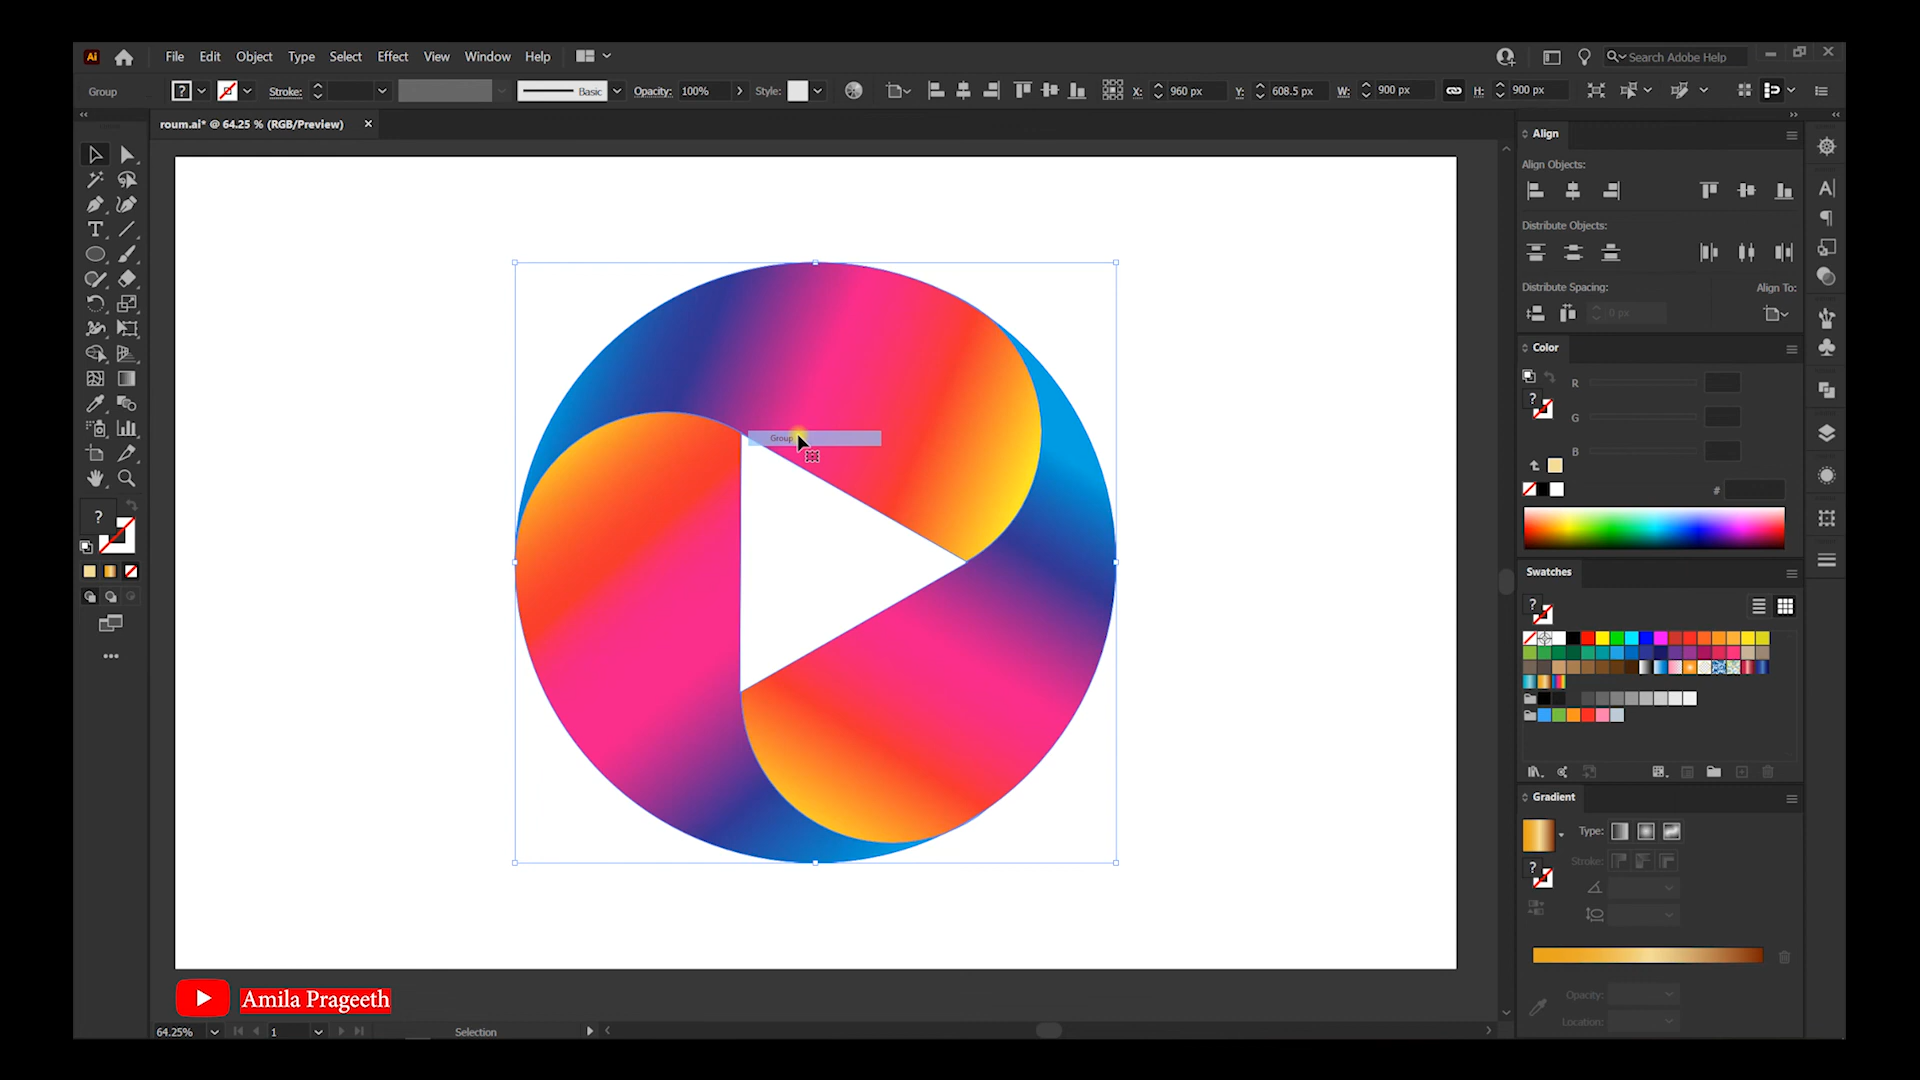 Ai File Edit Object Type Select Effect View Window Help Search Adobe Help
Group ? Stroke: Basic Opacity: 100% Style: X: 960 px Y: 608.5 px W: 900 px H: 900 px
roum.ai* @ 64.25 % (RGB/Preview)
Align
Align Objects:
Distribute Objects:
Distribute Spacing: Align To:
0 px
Color
R
G
B
#
Swatches
Gradient
Type:
Stroke:
Opacity:
Location:
Group
Amila Prageeth
64.25% 1 Selection